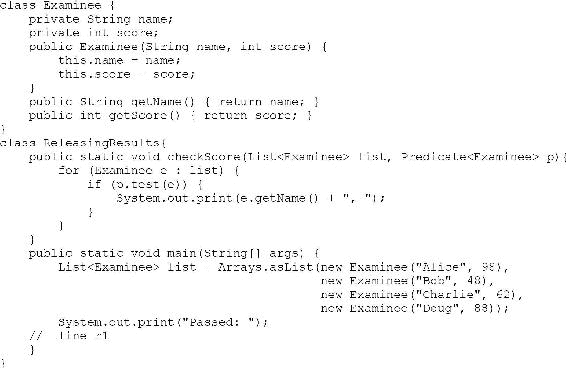 class Examinee {
    private String name;
    private int score;
    public Examinee(String name, int score) {
        this.name = name;
        this.score = score;
    }
    public String getName() { return name; }
    public int getScore() { return score; }
}
class ReleasingResults{
    public static void checkScore(List<Examinee> list, Predicate<Examinee> p){
        for (Examinee e : list) {
            if (p.test(e)) {
                System.out.print(e.getName() + ", ");
            }
        }
    }
    public static void main(String[] args) {
        List<Examinee> list = Arrays.asList(new Examinee("Alice", 98),
                                            new Examinee("Bob", 48),
                                            new Examinee("Charlie", 62),
                                            new Examinee("Doug", 88));
        System.out.print("Passed: ");
    //  line n1
    }
}